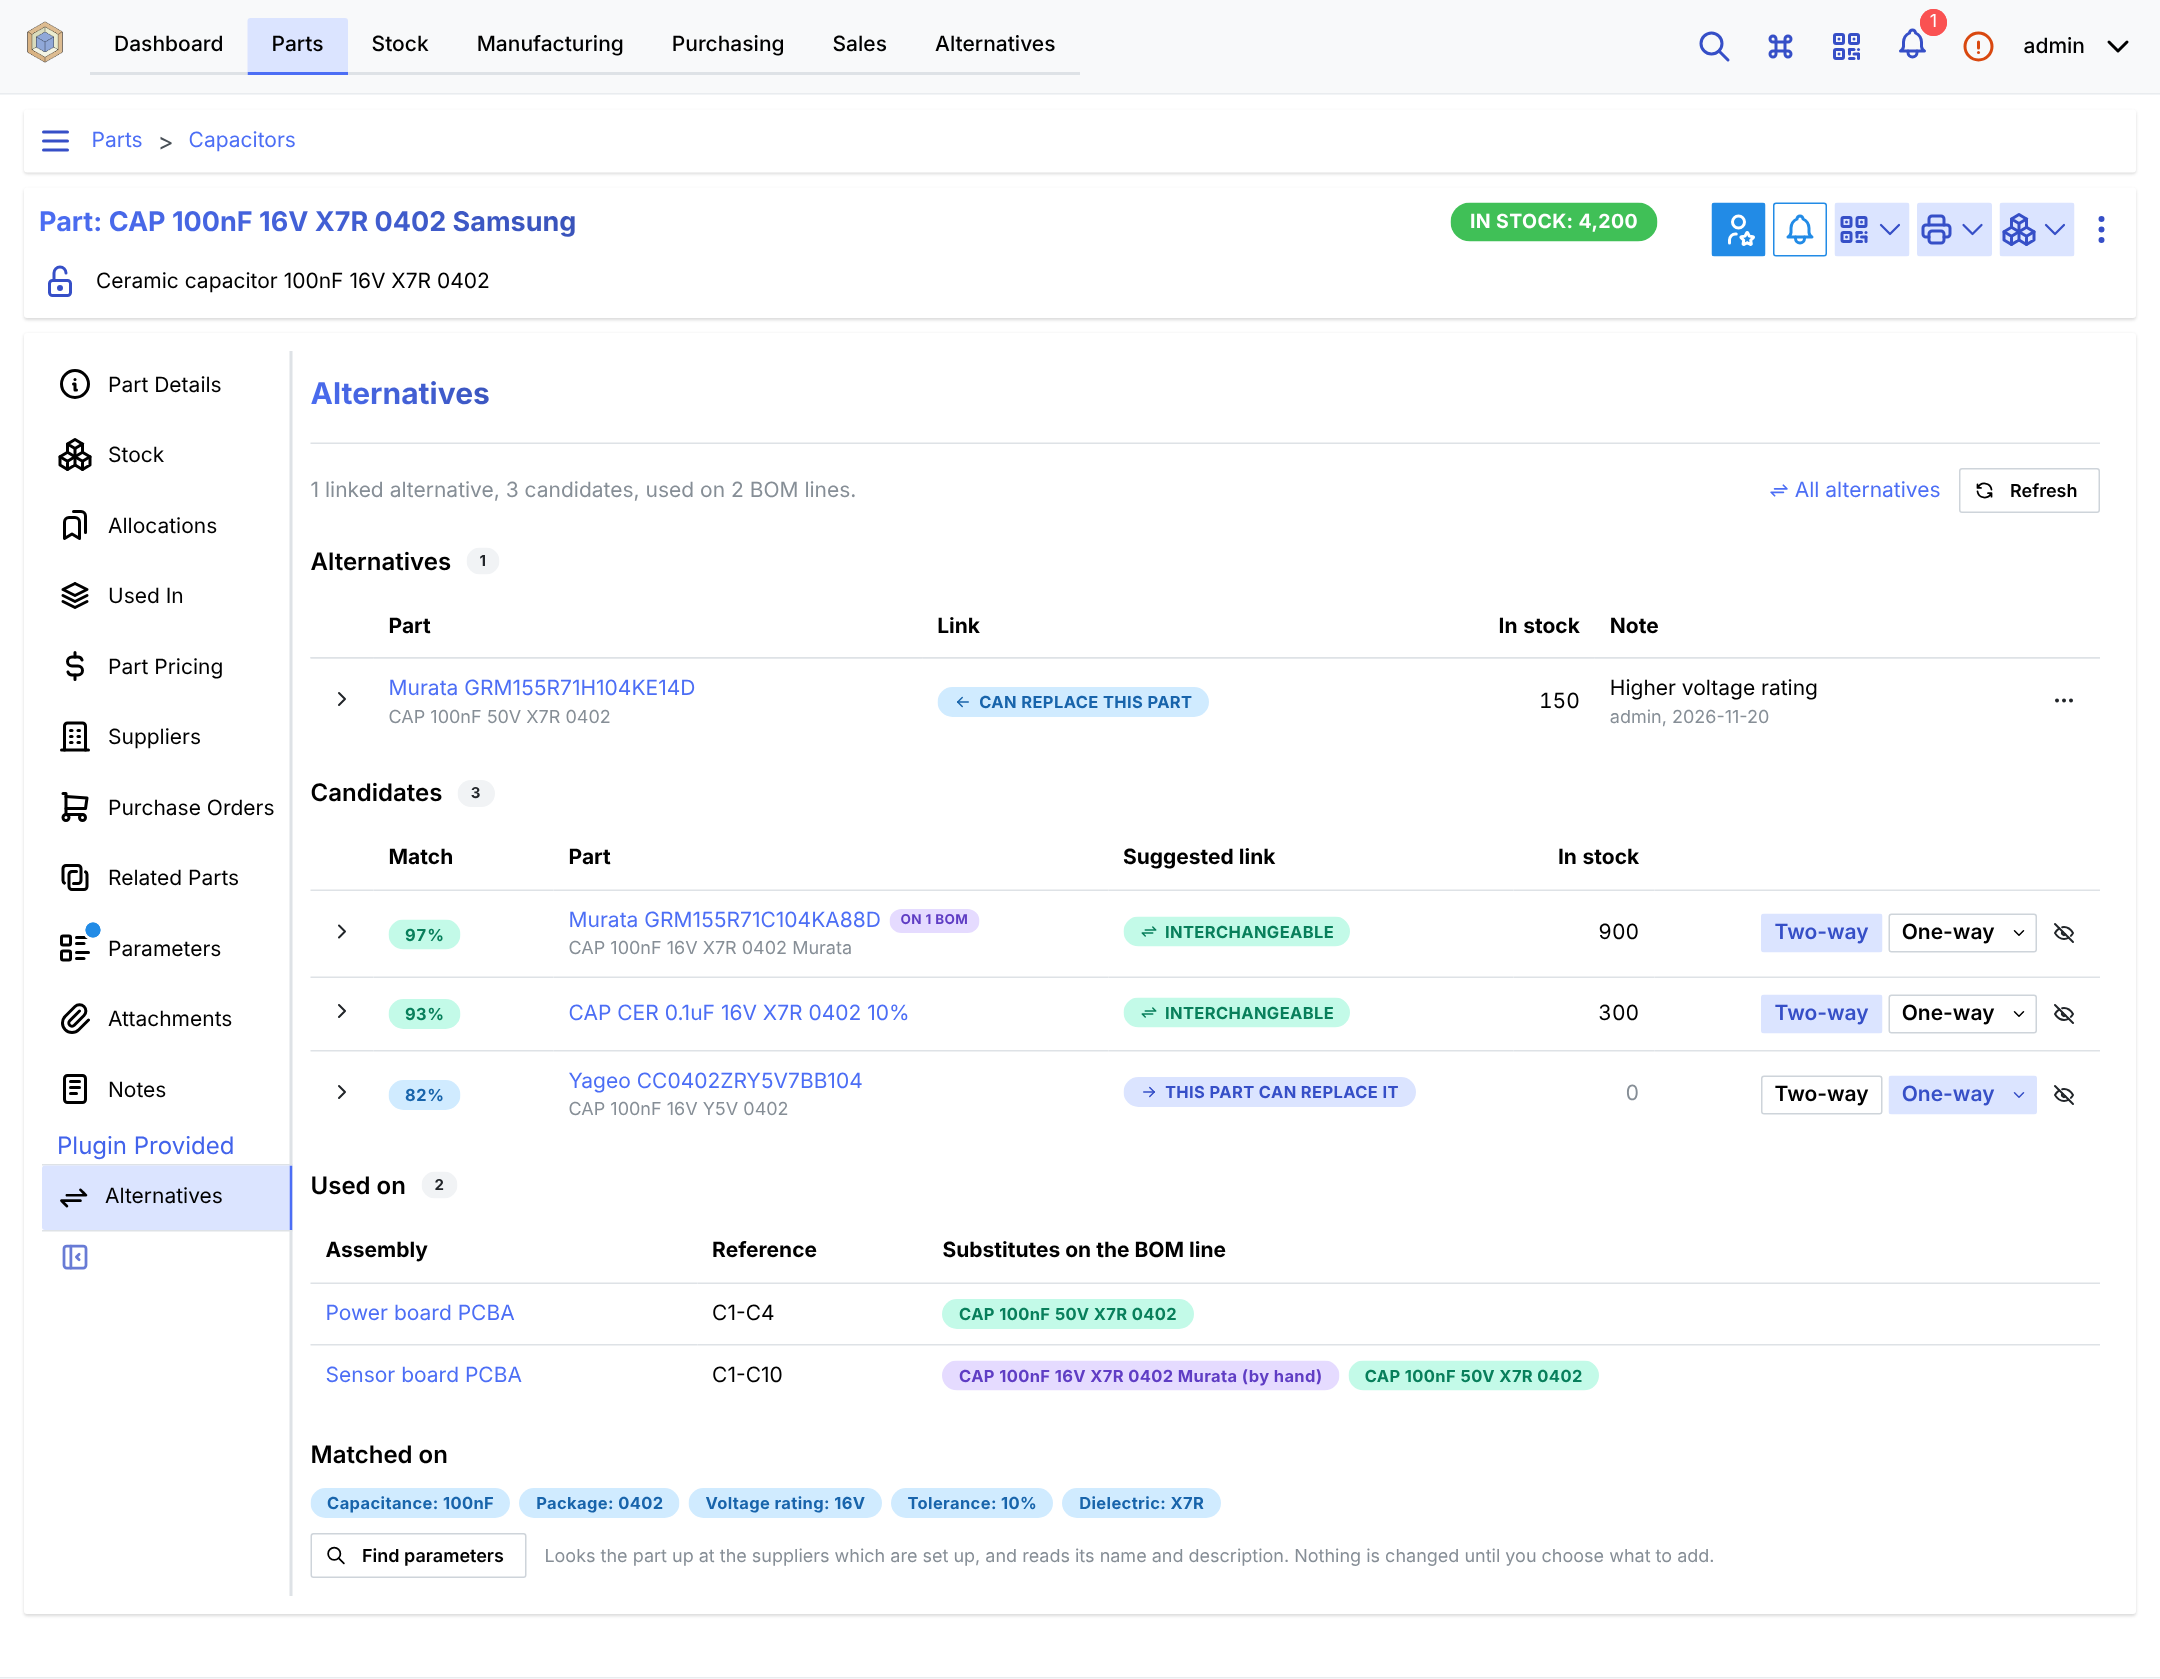 Dashboard Parts Stock Manufacturing Purchasing Sales Alternatives 1 admin
Parts > Capacitors
Part: CAP 100nF 16V X7R 0402 Samsung IN STOCK: 4,200
Ceramic capacitor 100nF 16V X7R 0402
Part Details
Stock
Allocations
Used In
Part Pricing
Suppliers
Purchase Orders
Related Parts
Parameters
Attachments
Notes
Plugin Provided
Alternatives
Alternatives
1 linked alternative, 3 candidates, used on 2 BOM lines. All alternatives Refresh
Alternatives 1
Part Link In stock Note
Murata GRM155R71H104KE14D CAN REPLACE THIS PART 150 Higher voltage rating
CAP 100nF 50V X7R 0402 admin, 2026-11-20
Candidates 3
Match Part Suggested link In stock
97% Murata GRM155R71C104KA88D ON 1 BOM INTERCHANGEABLE 900 Two-way One-way
CAP 100nF 16V X7R 0402 Murata
93% CAP CER 0.1uF 16V X7R 0402 10% INTERCHANGEABLE 300 Two-way One-way
82% Yageo CC0402ZRY5V7BB104 THIS PART CAN REPLACE IT 0 Two-way One-way
CAP 100nF 16V Y5V 0402
Used on 2
Assembly Reference Substitutes on the BOM line
Power board PCBA C1-C4 CAP 100nF 50V X7R 0402
Sensor board PCBA C1-C10 CAP 100nF 16V X7R 0402 Murata (by hand) CAP 100nF 50V X7R 0402
Matched on
Capacitance: 100nF Package: 0402 Voltage rating: 16V Tolerance: 10% Dielectric: X7R
Find parameters Looks the part up at the suppliers which are set up, and reads its name and description. Nothing is changed until you choose what to add.